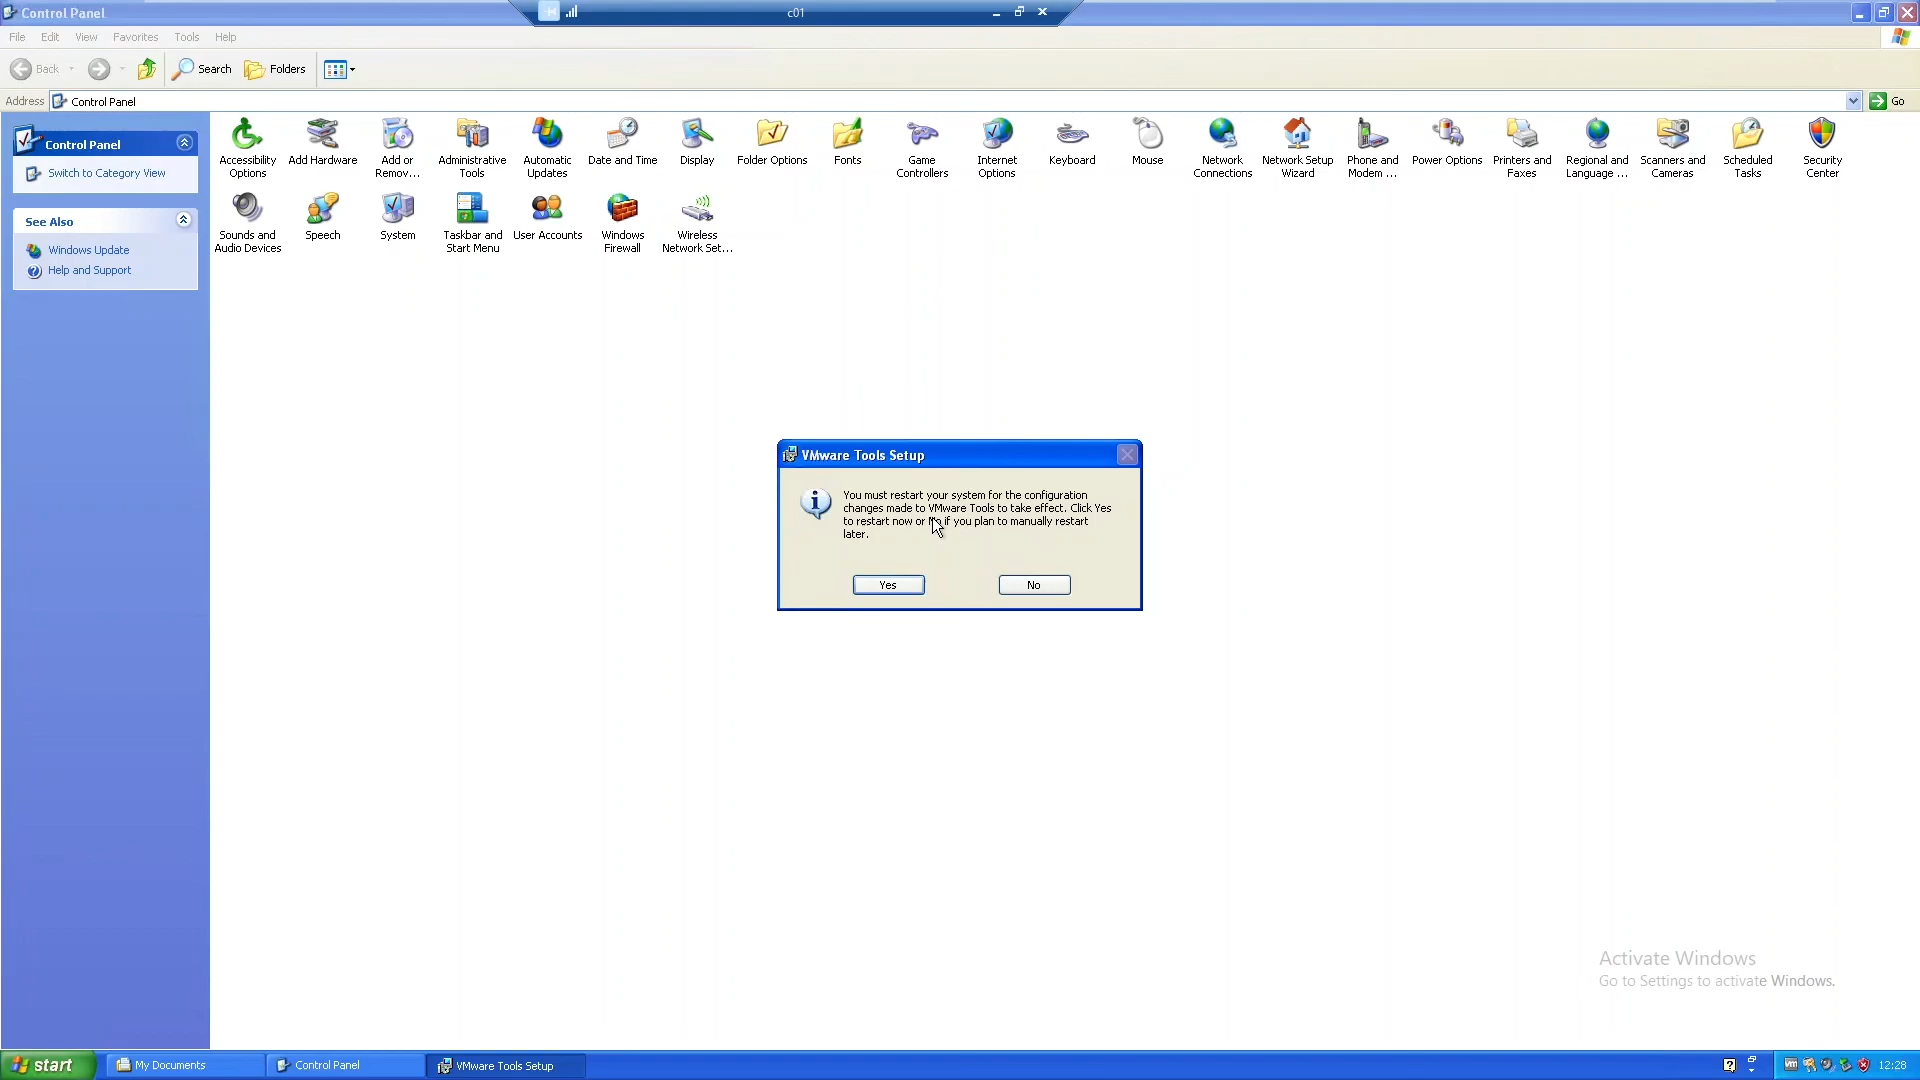 Control Panel
c01
File Edit View Favorites Tools Help
Back Search Folders
Address Control Panel Go
Control Panel
Switch to Category View
See Also
Windows Update
Help and Support
Accessibility Options
Add Hardware
Add or Remov...
Administrative Tools
Automatic Updates
Date and Time
Display
Folder Options
Fonts
Game Controllers
Internet Options
Keyboard
Mouse
Network Connections
Network Setup Wizard
Phone and Modem ...
Power Options
Printers and Faxes
Regional and Language ...
Scanners and Cameras
Scheduled Tasks
Security Center
Sounds and Audio Devices
Speech
System
Taskbar and Start Menu
User Accounts
Windows Firewall
Wireless Network Set...
VMware Tools Setup
You must restart your system for the configuration
changes made to VMware Tools to take effect. Click Yes
to restart now or No if you plan to manually restart
later.
Yes No
Activate Windows
Go to Settings to activate Windows.
start My Documents Control Panel VMware Tools Setup 12:28